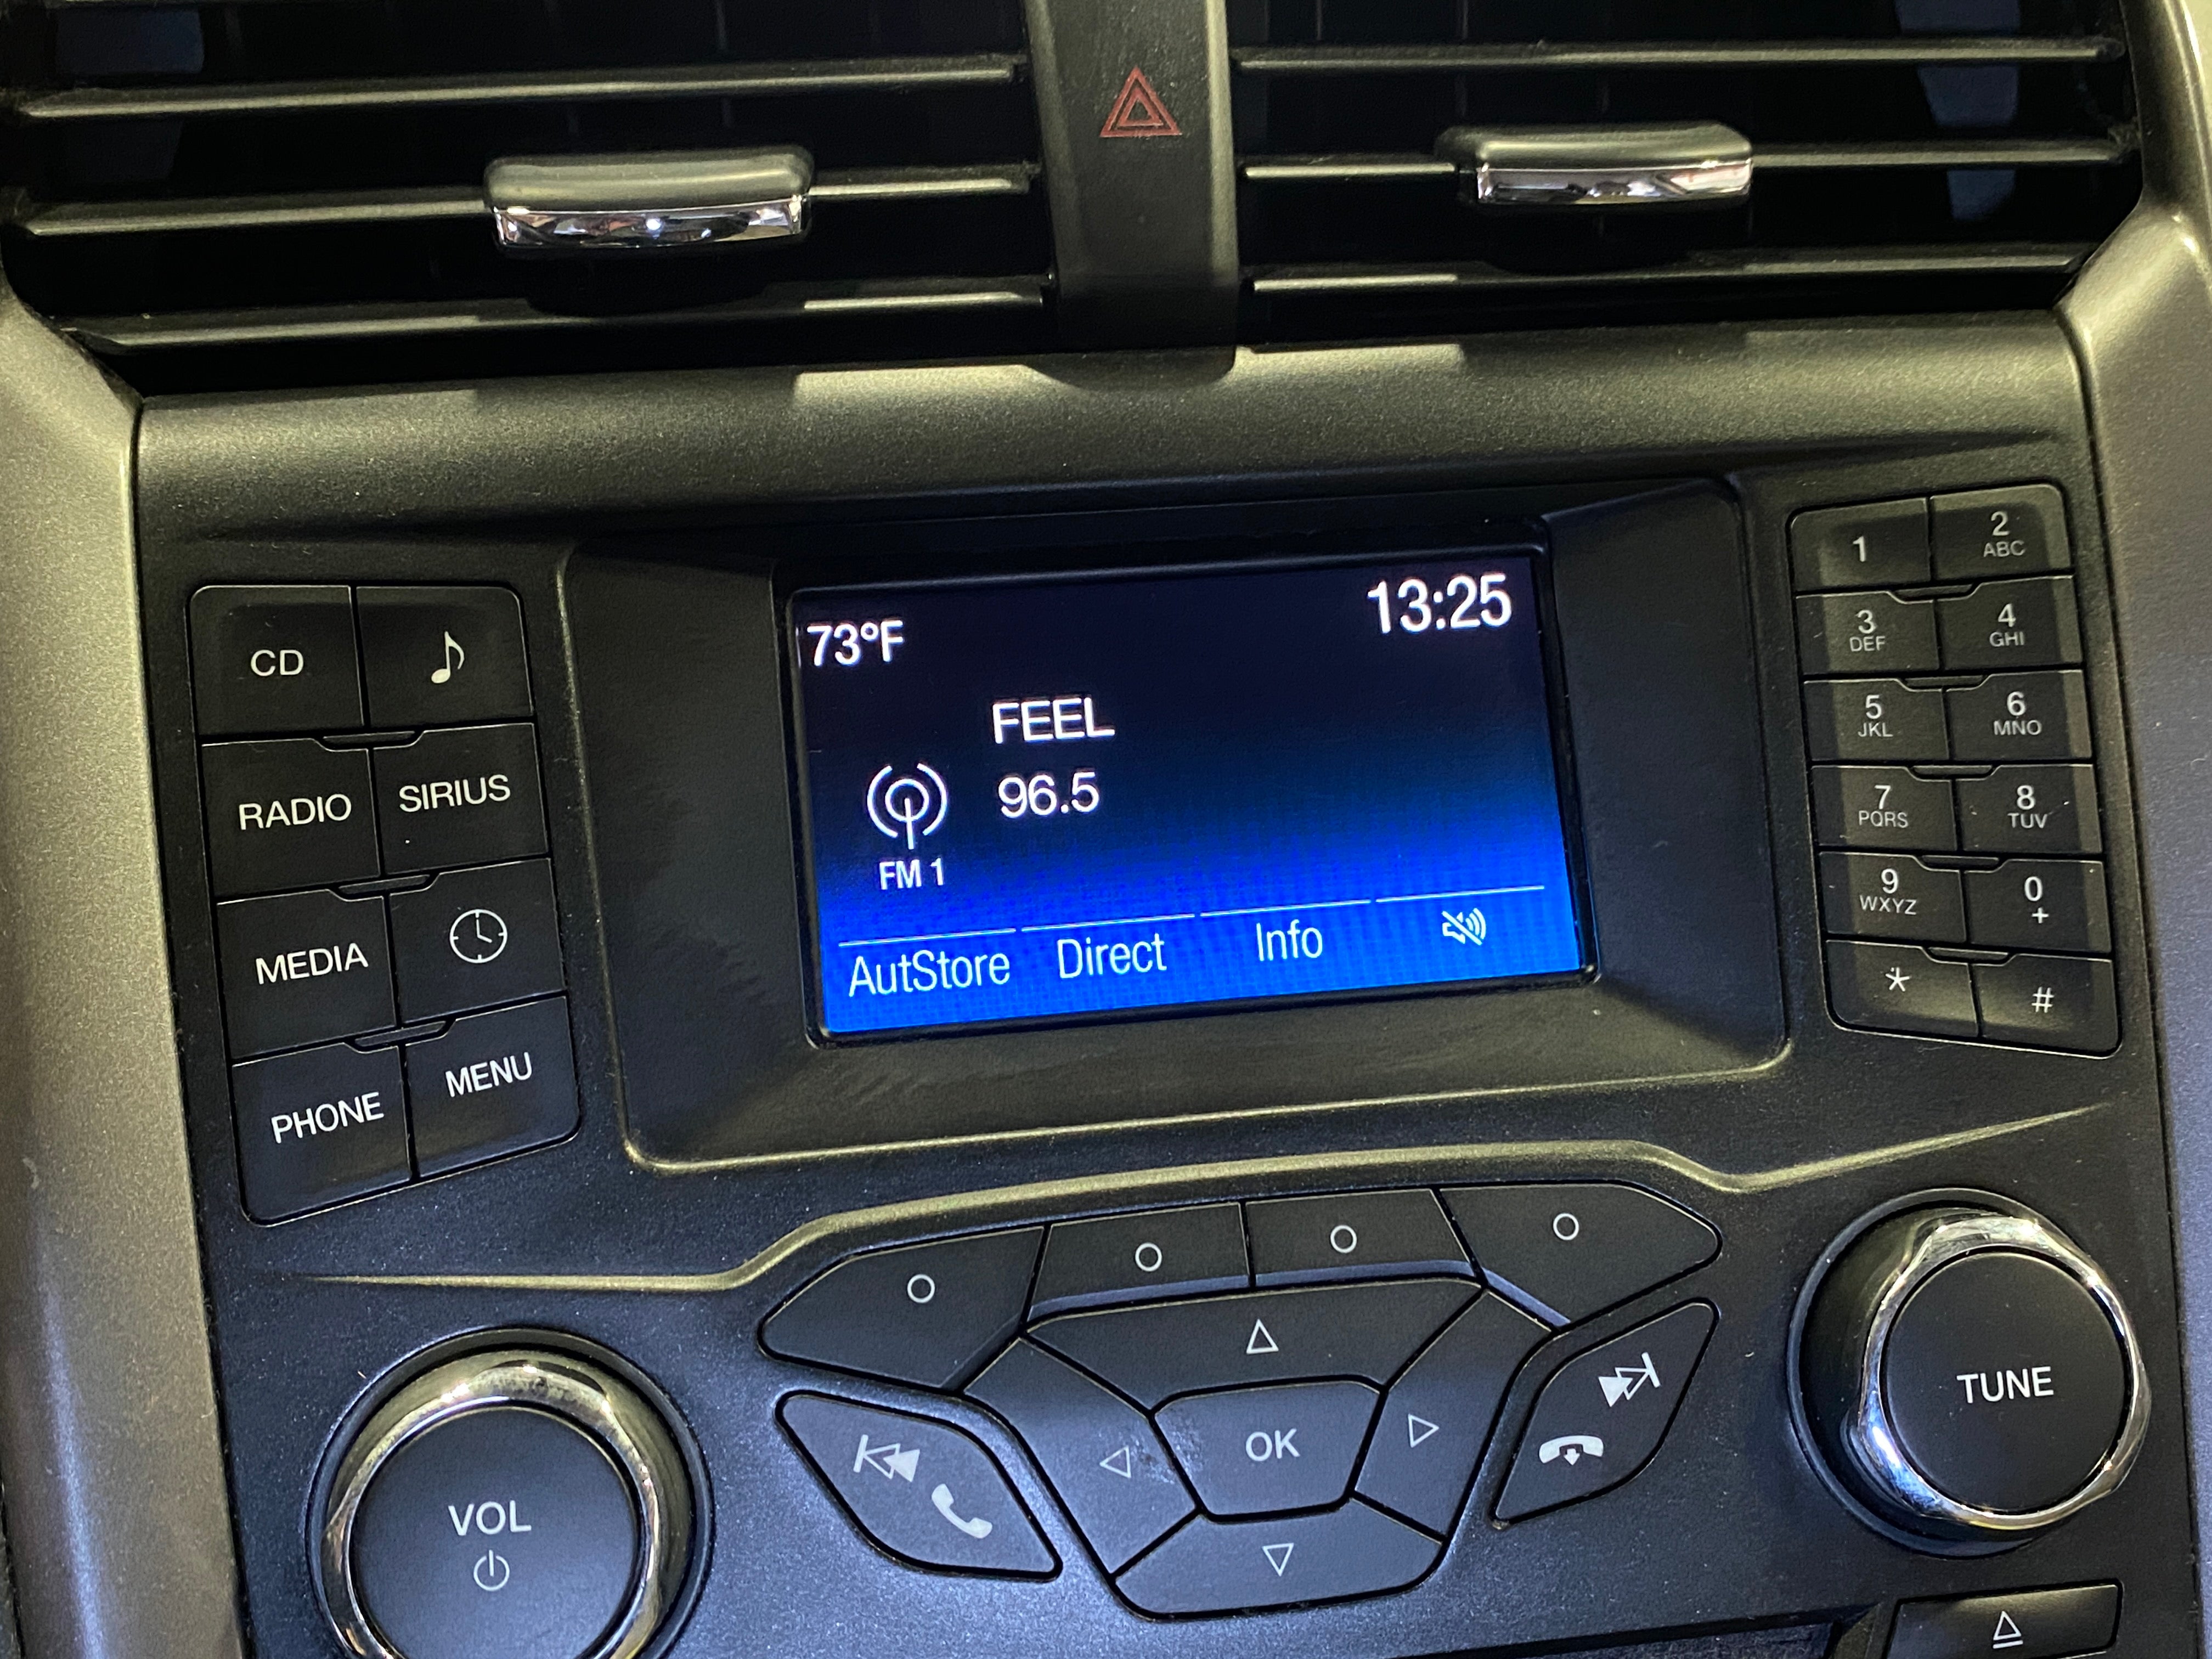 73°F 13:25
FEEL
96.5
FM 1
AutStore Direct Info
CD
RADIO SIRIUS
MEDIA
PHONE MENU
1 2 ABC
3 DEF 4 GHI
5 JKL 6 MNO
7 PQRS 8 TUV
9 WXYZ 0 +
* #
VOL
OK
TUNE